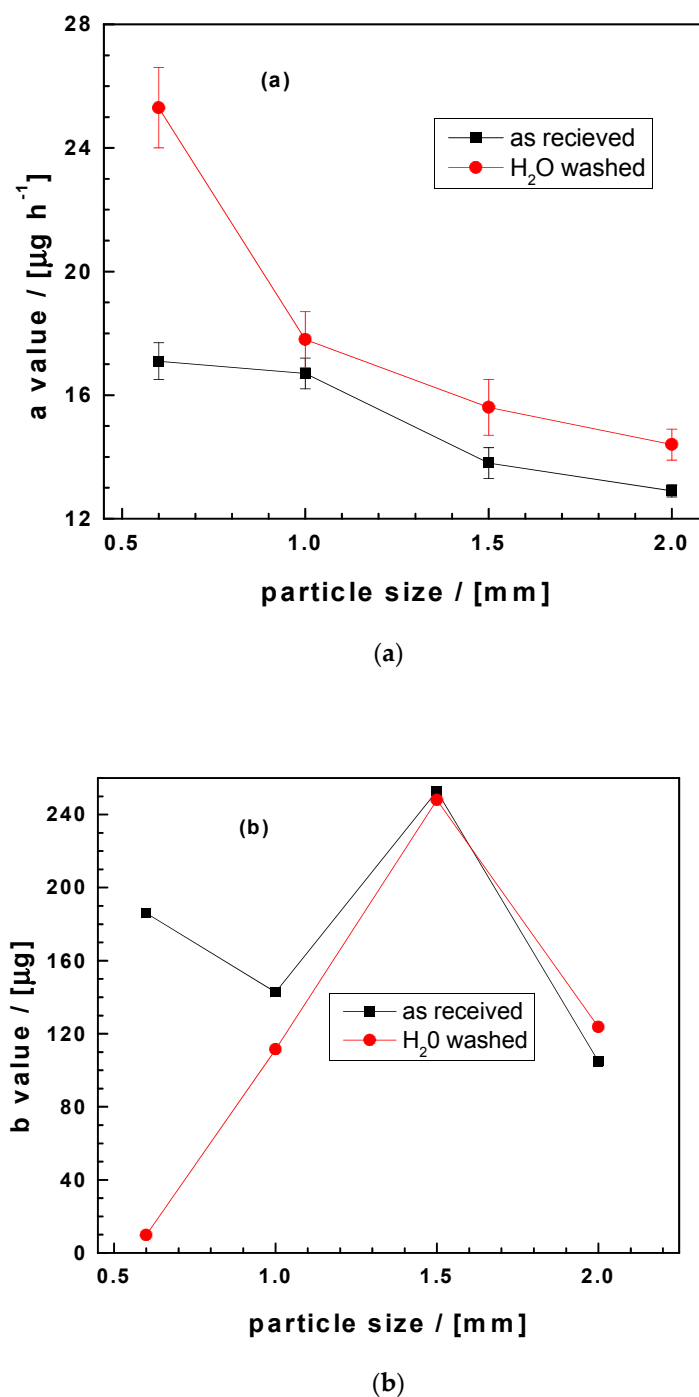 28
(a)
as recieved
H₂O washed
24
20
16
12
a value / [μg h⁻¹]
0.5 1.0 1.5 2.0
particle size / [mm]
(a)
240
(b)
200
160
as received
H₂0 washed
120
80
40
0
b value / [μg]
0.5 1.0 1.5 2.0
particle size / [mm]
(b)